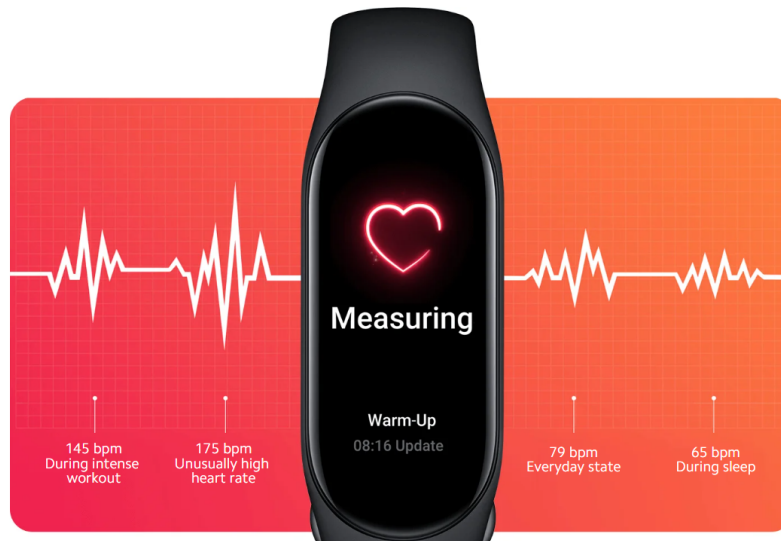 Measuring
Warm-Up
08:16 Update
145 bpm
During intense
workout
175 bpm
Unusually high
heart rate
79 bpm
Everyday state
65 bpm
During sleep